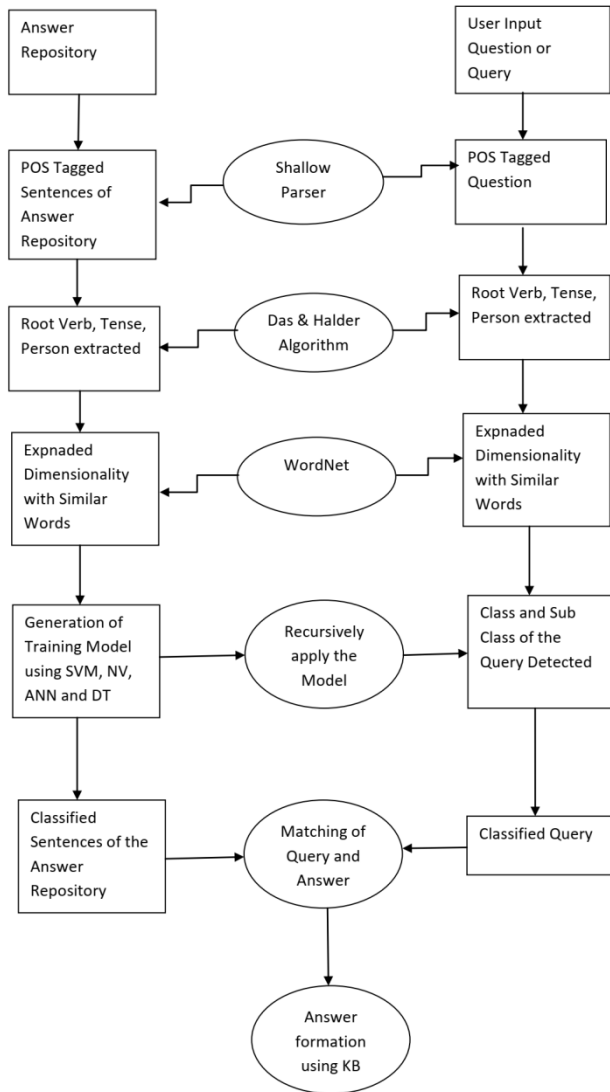 Answer
Repository
User Input
Question or
Query
POS Tagged
Sentences of
Answer
Repository
Shallow
Parser
POS Tagged
Question
Root Verb, Tense,
Person extracted
Das & Halder
Algorithm
Root Verb, Tense,
Person extracted
Expnaded
Dimensionality
with Similar
Words
WordNet
Expnaded
Dimensionality
with Similar
Words
Generation of
Training Model
using SVM, NV,
ANN and DT
Recursively
apply the
Model
Class and Sub
Class of the
Query Detected
Classified
Sentences of the
Answer
Repository
Matching of
Query and
Answer
Classified Query
Answer
formation
using KB